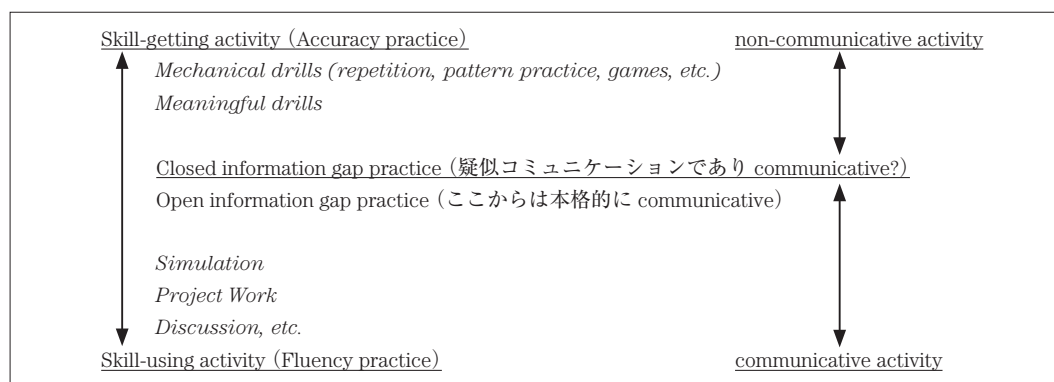 Skill-getting activity (Accuracy practice) non-communicative activity
Mechanical drills (repetition, pattern practice, games, etc.)
Meaningful drills
Closed information gap practice (疑似コミュニケーションであり communicative?)
Open information gap practice (ここからは本格的に communicative)
Simulation
Project Work
Discussion, etc.
Skill-using activity (Fluency practice) communicative activity